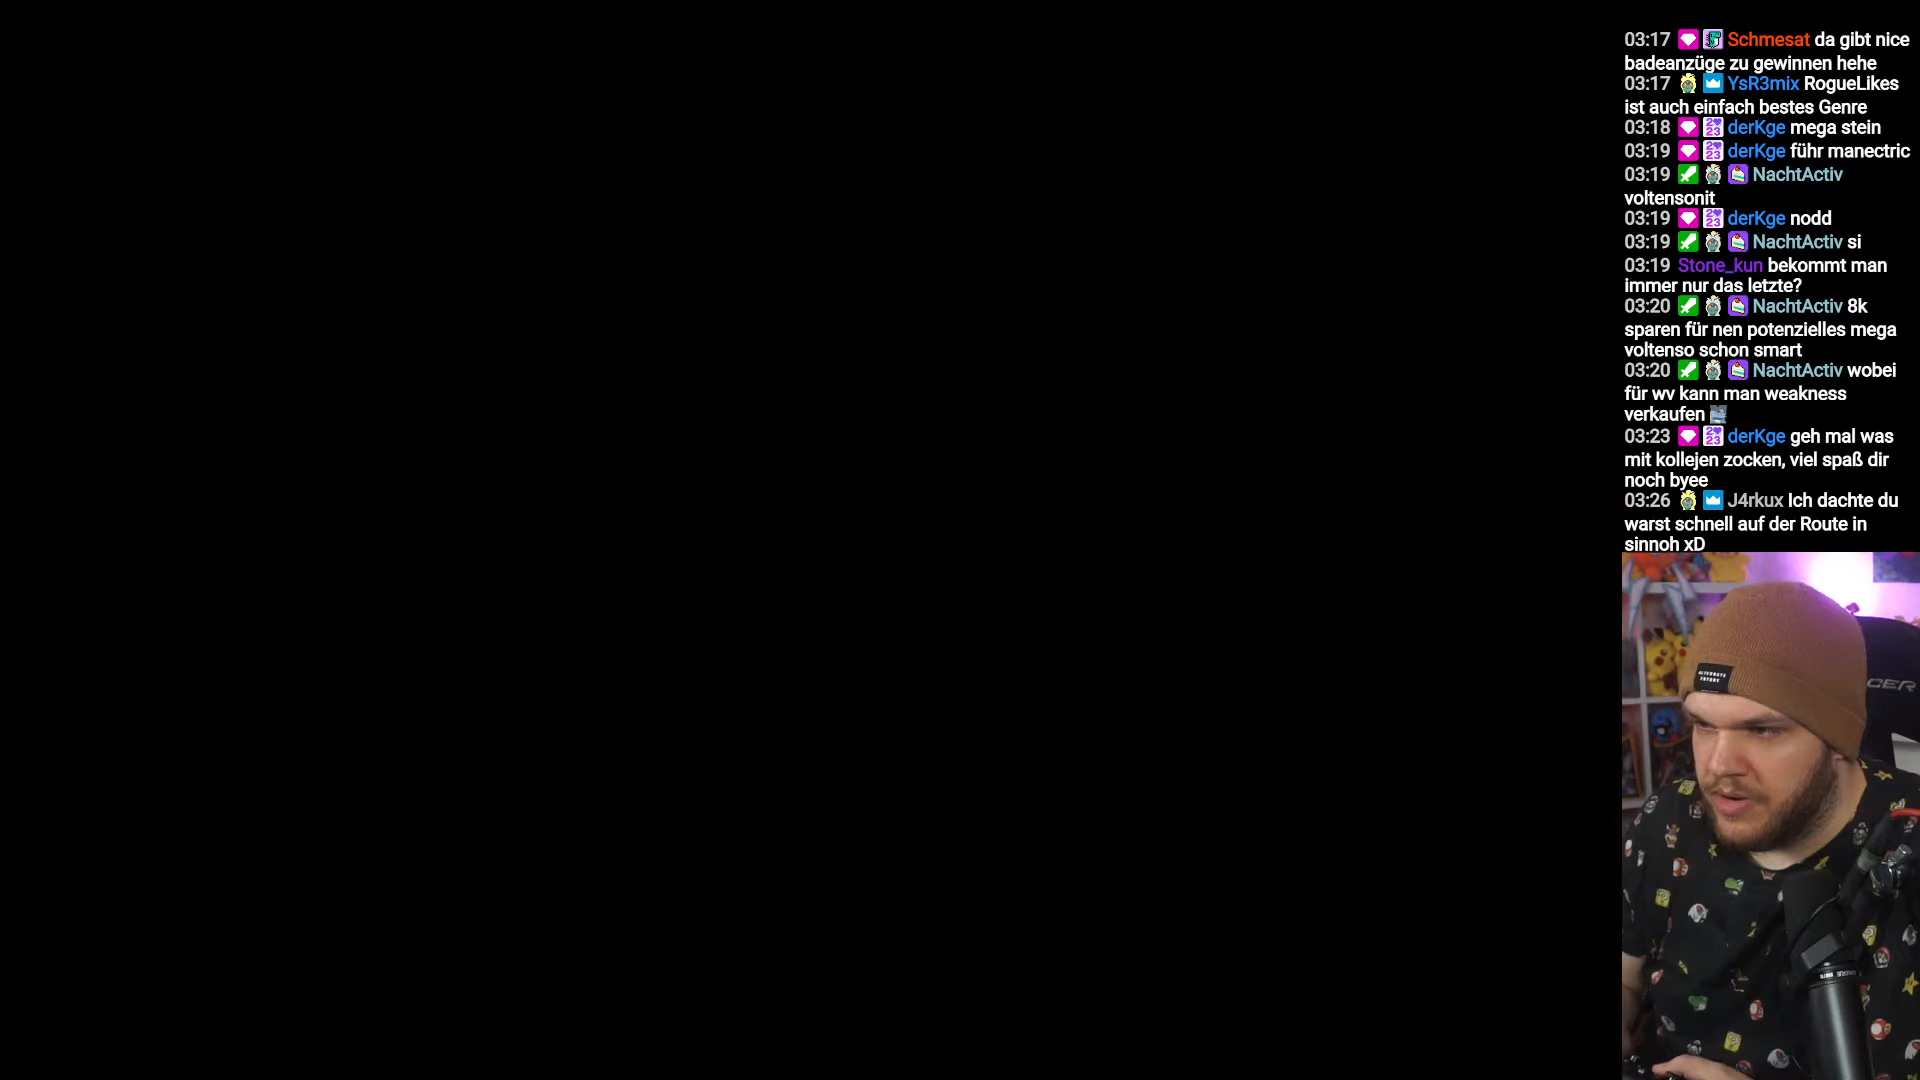 03:17 Schmesat da gibt nice
badeanzüge zu gewinnen hehe
03:17 YsR3mix RogueLikes
ist auch einfach bestes Genre
03:18 derKge mega stein
03:19 derKge führ manectric
03:19 NachtActiv
voltensonit
03:19 derKge nodd
03:19 NachtActiv si
03:19 Stone_kun bekommt man
immer nur das letzte?
03:20 NachtActiv 8k
sparen für nen potenzielles mega
voltenso schon smart
03:20 NachtActiv wobei
für wv kann man weakness
verkaufen
03:23 derKge geh mal was
mit kollejen zocken, viel spaß dir
noch byee
03:26 J4rkux Ich dachte du
warst schnell auf der Route in
sinnoh xD
ALTERNATE
FUTURE
CER